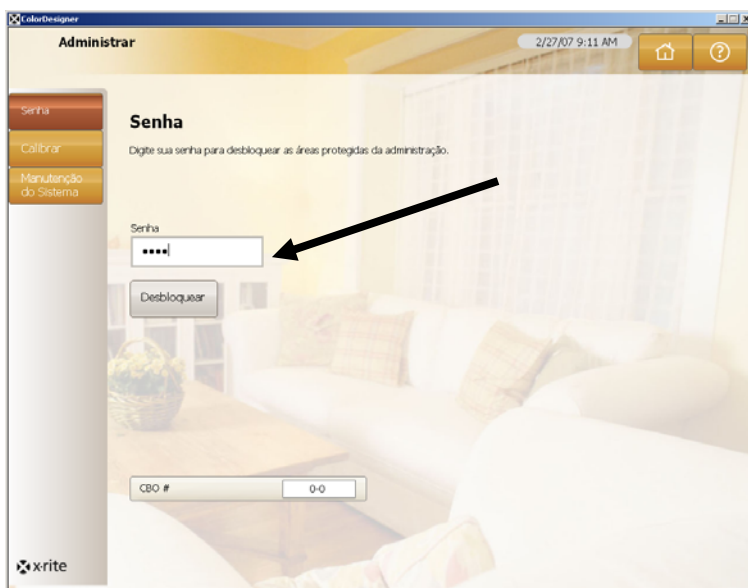 ColorDesigner
Administrar
2/27/07 9:11 AM
Senha
Calibrar
Manutenção
do Sistema
Senha
Digite sua senha para desbloquear as áreas protegidas da administração.
Senha
••••
Desbloquear
CBO # 0-0
x·rite